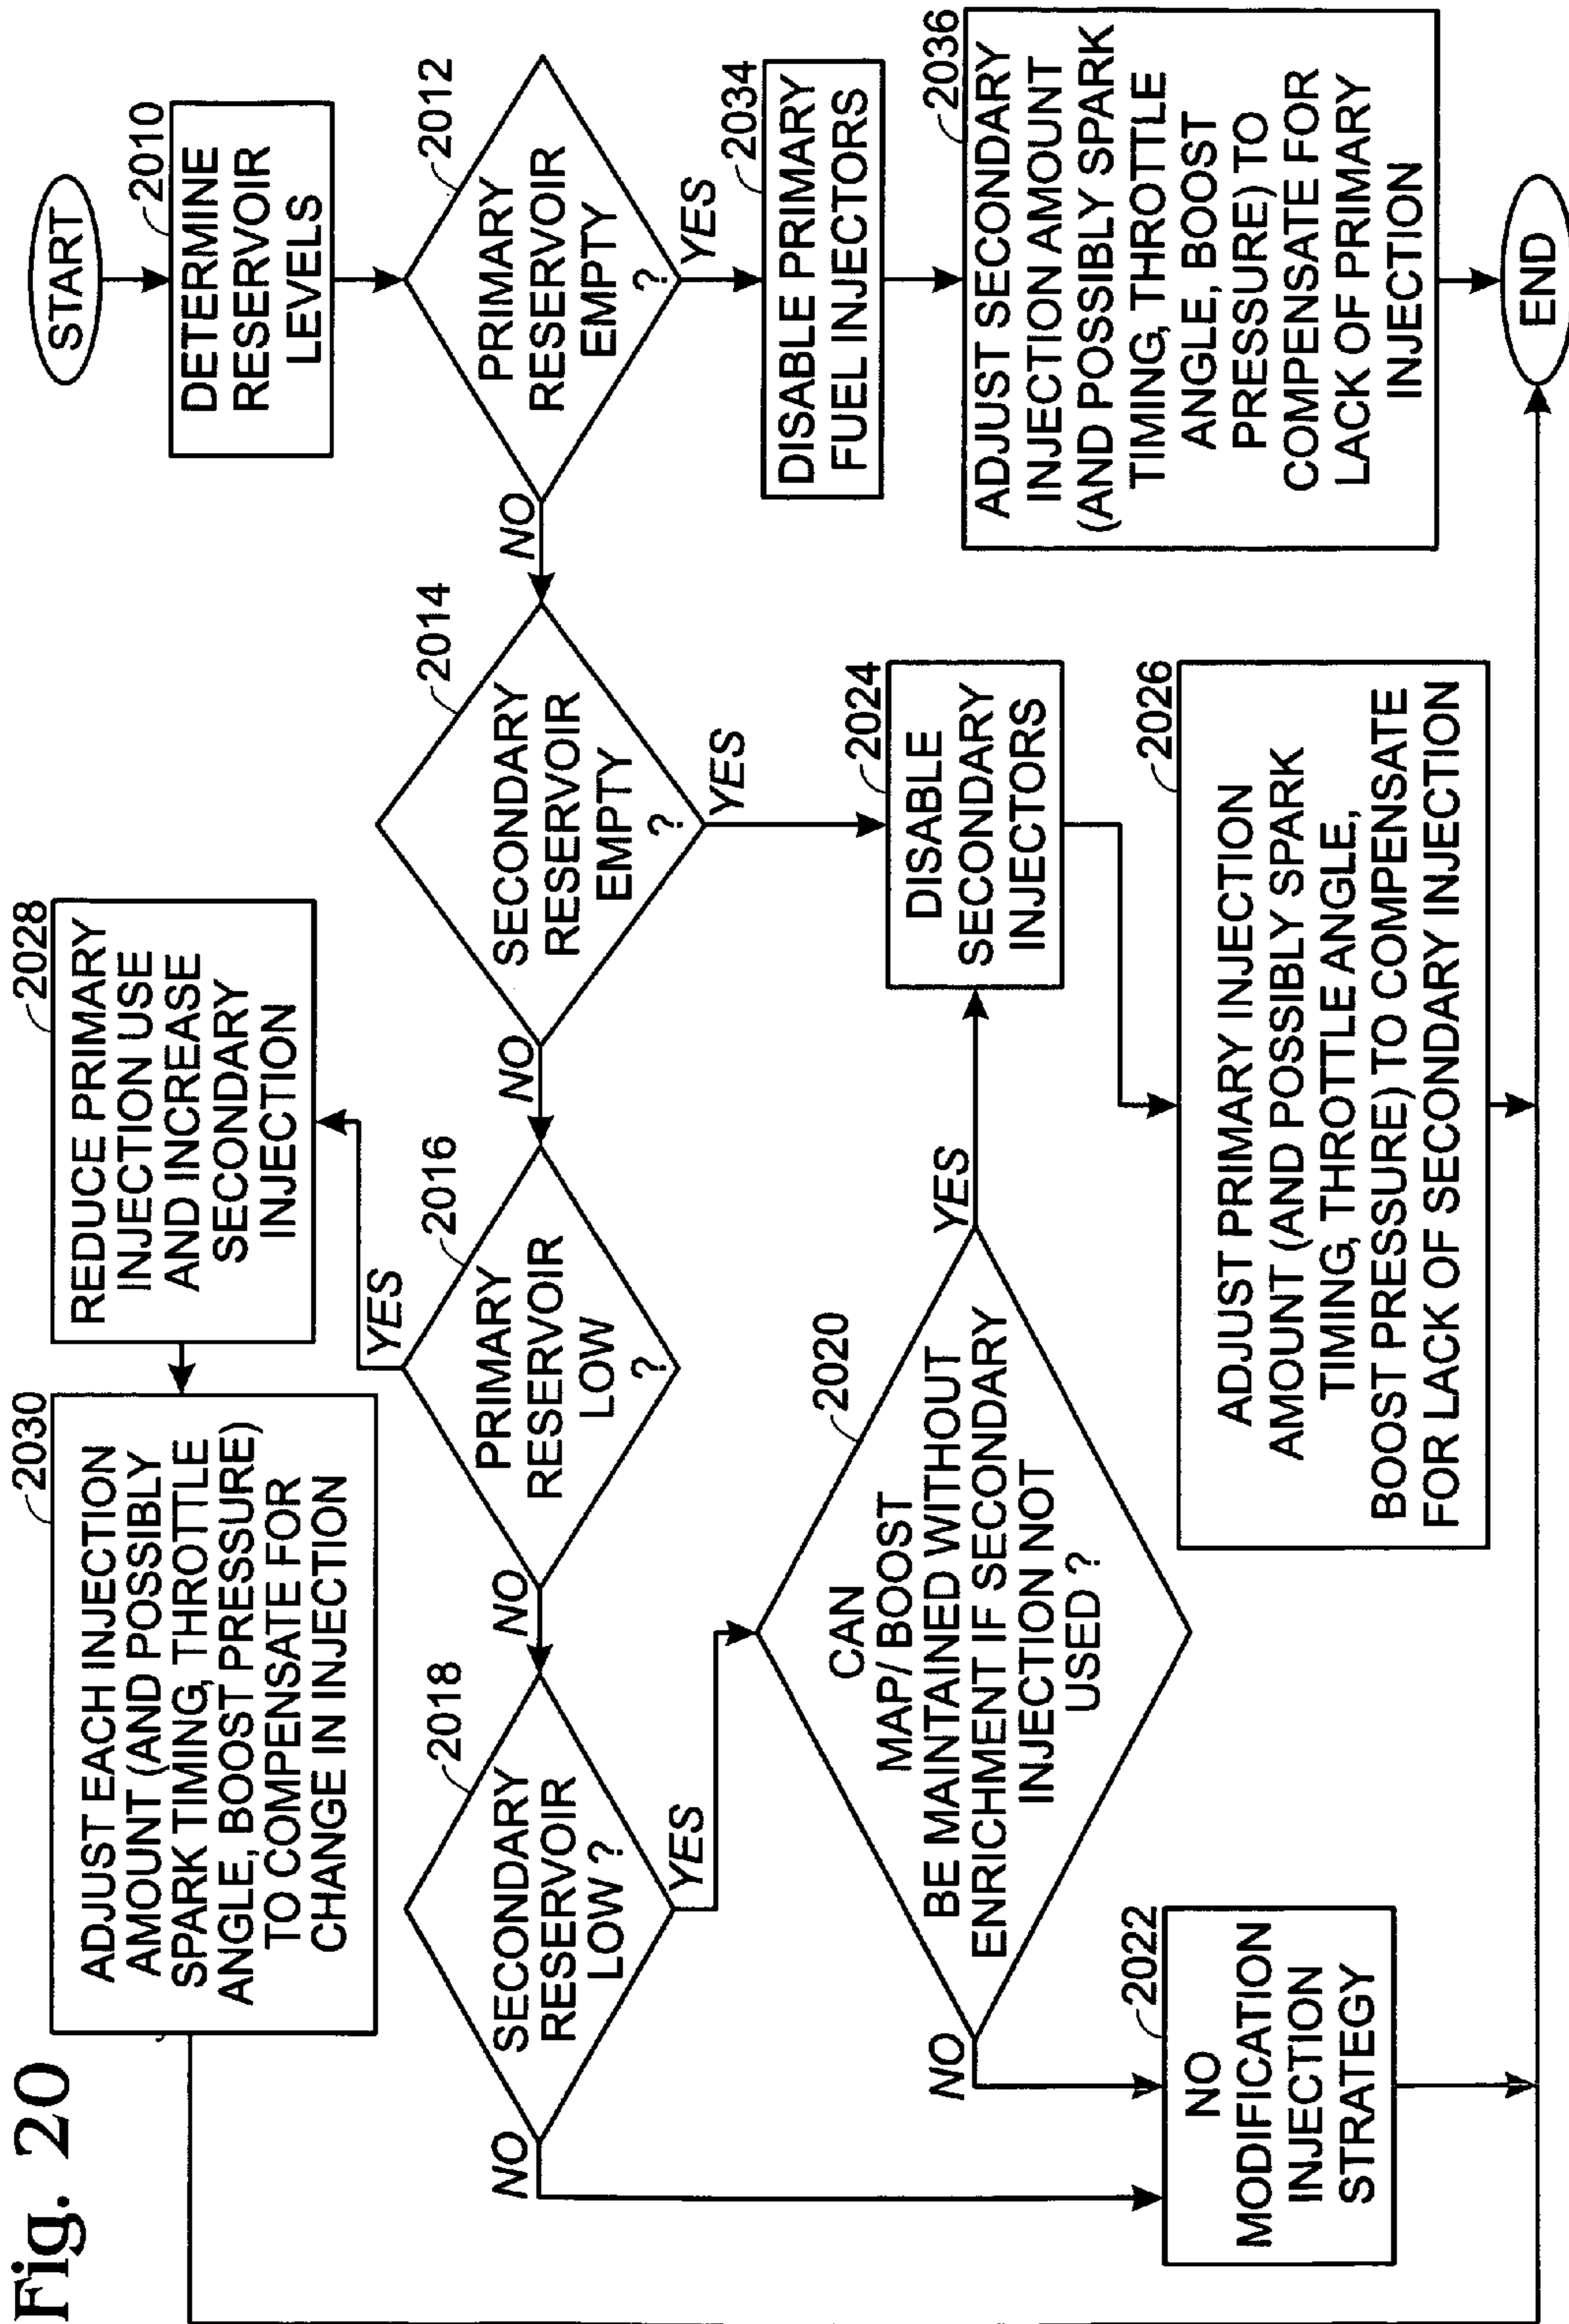 Fig. 20
START
2010
DETERMINE
RESERVOIR
LEVELS
2012
PRIMARY
RESERVOIR
EMPTY
?
YES
NO
2034
DISABLE PRIMARY
FUEL INJECTORS
2036
ADJUST SECONDARY
INJECTION AMOUNT
(AND POSSIBLY SPARK
TIMING, THROTTLE
ANGLE, BOOST
PRESSURE) TO
COMPENSATE FOR
LACK OF PRIMARY
INJECTION
END
2014
SECONDARY
RESERVOIR
EMPTY
?
YES
NO
2024
DISABLE
SECONDARY
INJECTORS
2026
ADJUST PRIMARY INJECTION
AMOUNT (AND POSSIBLY SPARK
TIMING, THROTTLE ANGLE,
BOOST PRESSURE) TO COMPENSATE
FOR LACK OF SECONDARY INJECTION
2016
PRIMARY
RESERVOIR
LOW
?
YES
NO
2028
REDUCE PRIMARY
INJECTION USE
AND INCREASE
SECONDARY
INJECTION
2030
ADJUST EACH INJECTION
AMOUNT (AND POSSIBLY
SPARK TIMING, THROTTLE
ANGLE, BOOST PRESSURE)
TO COMPENSATE FOR
CHANGE IN INJECTION
2018
SECONDARY
RESERVOIR
LOW ?
YES
NO
2020
CAN
MAP/ BOOST
BE MAINTAINED WITHOUT
ENRICHMENT IF SECONDARY
INJECTION NOT
USED ?
YES
NO
2022
NO
MODIFICATION
INJECTION
STRATEGY